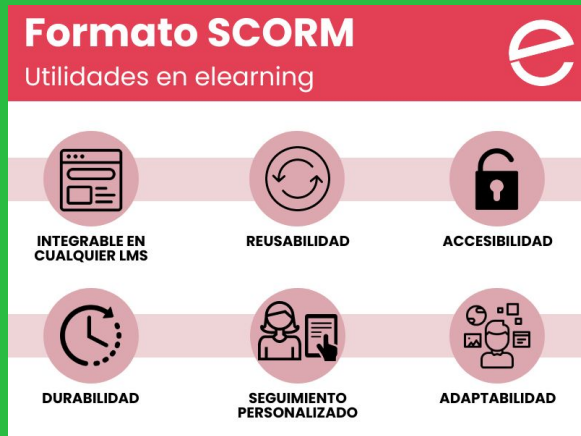 Formato SCORM
Utilidades en elearning
INTEGRABLE EN
CUALQUIER LMS
REUSABILIDAD
ACCESIBILIDAD
DURABILIDAD
SEGUIMIENTO
PERSONALIZADO
ADAPTABILIDAD